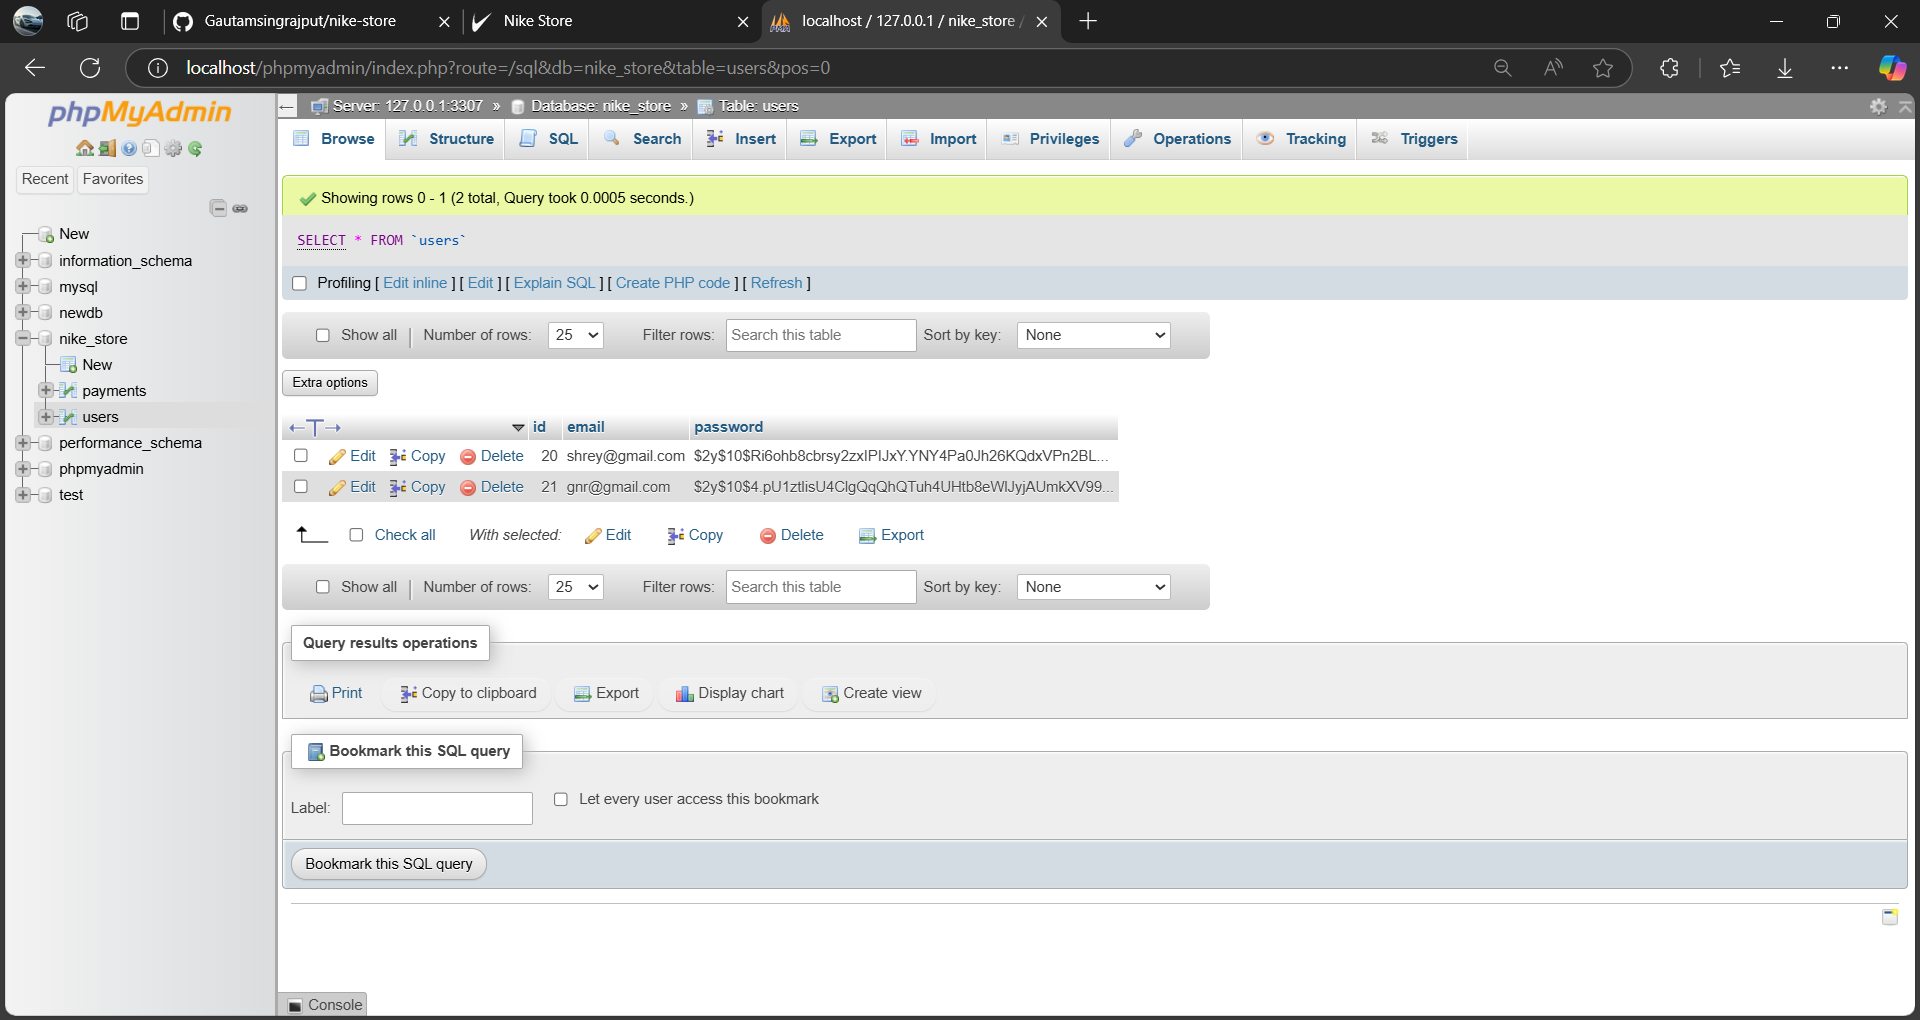 Gautamsingrajput/nike-store
Nike Store
localhost / 127.0.0.1 / nike_store /
localhost/phpmyadmin/index.php?route=/sql&db=nike_store&table=users&pos=0
phpMyAdmin
Recent Favorites
New
information_schema
mysql
newdb
nike_store
New
payments
users
performance_schema
phpmyadmin
test
Server: 127.0.0.1:3307 » Database: nike_store » Table: users
Browse Structure SQL Search Insert Export Import Privileges Operations Tracking Triggers
Showing rows 0 - 1 (2 total, Query took 0.0005 seconds.)
SELECT * FROM `users`
Profiling [ Edit inline ] [ Edit ] [ Explain SQL ] [ Create PHP code ] [ Refresh ]
Show all Number of rows: 25 Filter rows: Search this table Sort by key: None
Extra options
id email password
Edit Copy Delete 20 shrey@gmail.com $2y$10$Ri6ohb8cbrsy2zxIPIJxY.YNY4Pa0Jh26KQdxVPn2BL...
Edit Copy Delete 21 gnr@gmail.com $2y$10$4.pU1ztlisU4ClgQqQhQTuh4UHtb8eWlJyjAUmkXV99...
Check all With selected: Edit Copy Delete Export
Show all Number of rows: 25 Filter rows: Search this table Sort by key: None
Query results operations
Print Copy to clipboard Export Display chart Create view
Bookmark this SQL query
Label: Let every user access this bookmark
Bookmark this SQL query
Console